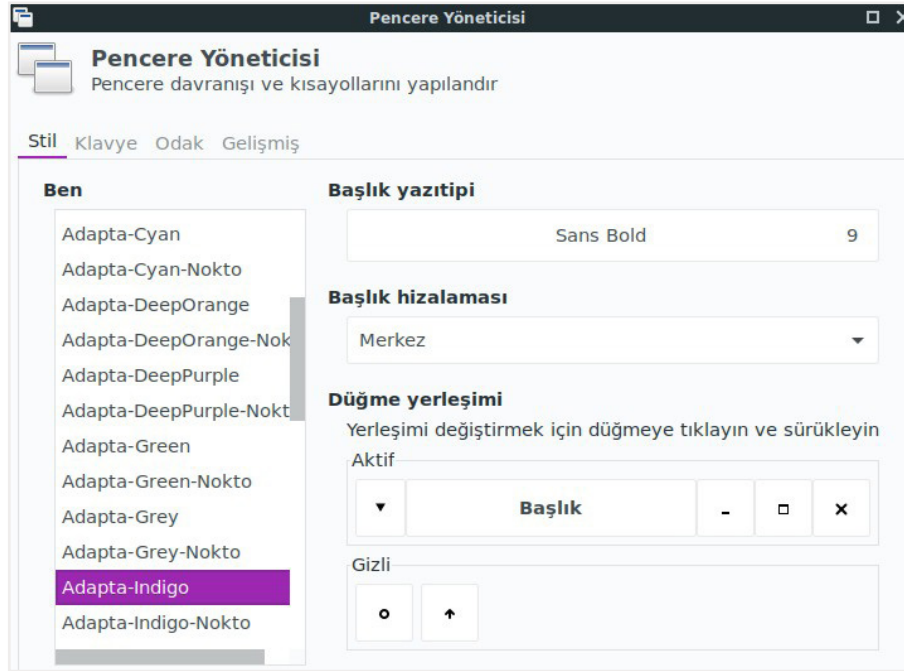 Pencere Yöneticisi
Pencere Yöneticisi
Pencere davranışı ve kısayollarını yapılandır
Stil Klavye Odak Gelişmiş
Ben
Adapta-Cyan
Adapta-Cyan-Nokto
Adapta-DeepOrange
Adapta-DeepOrange-Nok
Adapta-DeepPurple
Adapta-DeepPurple-Nokt
Adapta-Green
Adapta-Green-Nokto
Adapta-Grey
Adapta-Grey-Nokto
Adapta-Indigo
Adapta-Indigo-Nokto
Başlık yazıtipi
Sans Bold 9
Başlık hizalaması
Merkez
Düğme yerleşimi
Yerleşimi değiştirmek için düğmeye tıklayın ve sürükleyin
Aktif
Başlık
Gizli